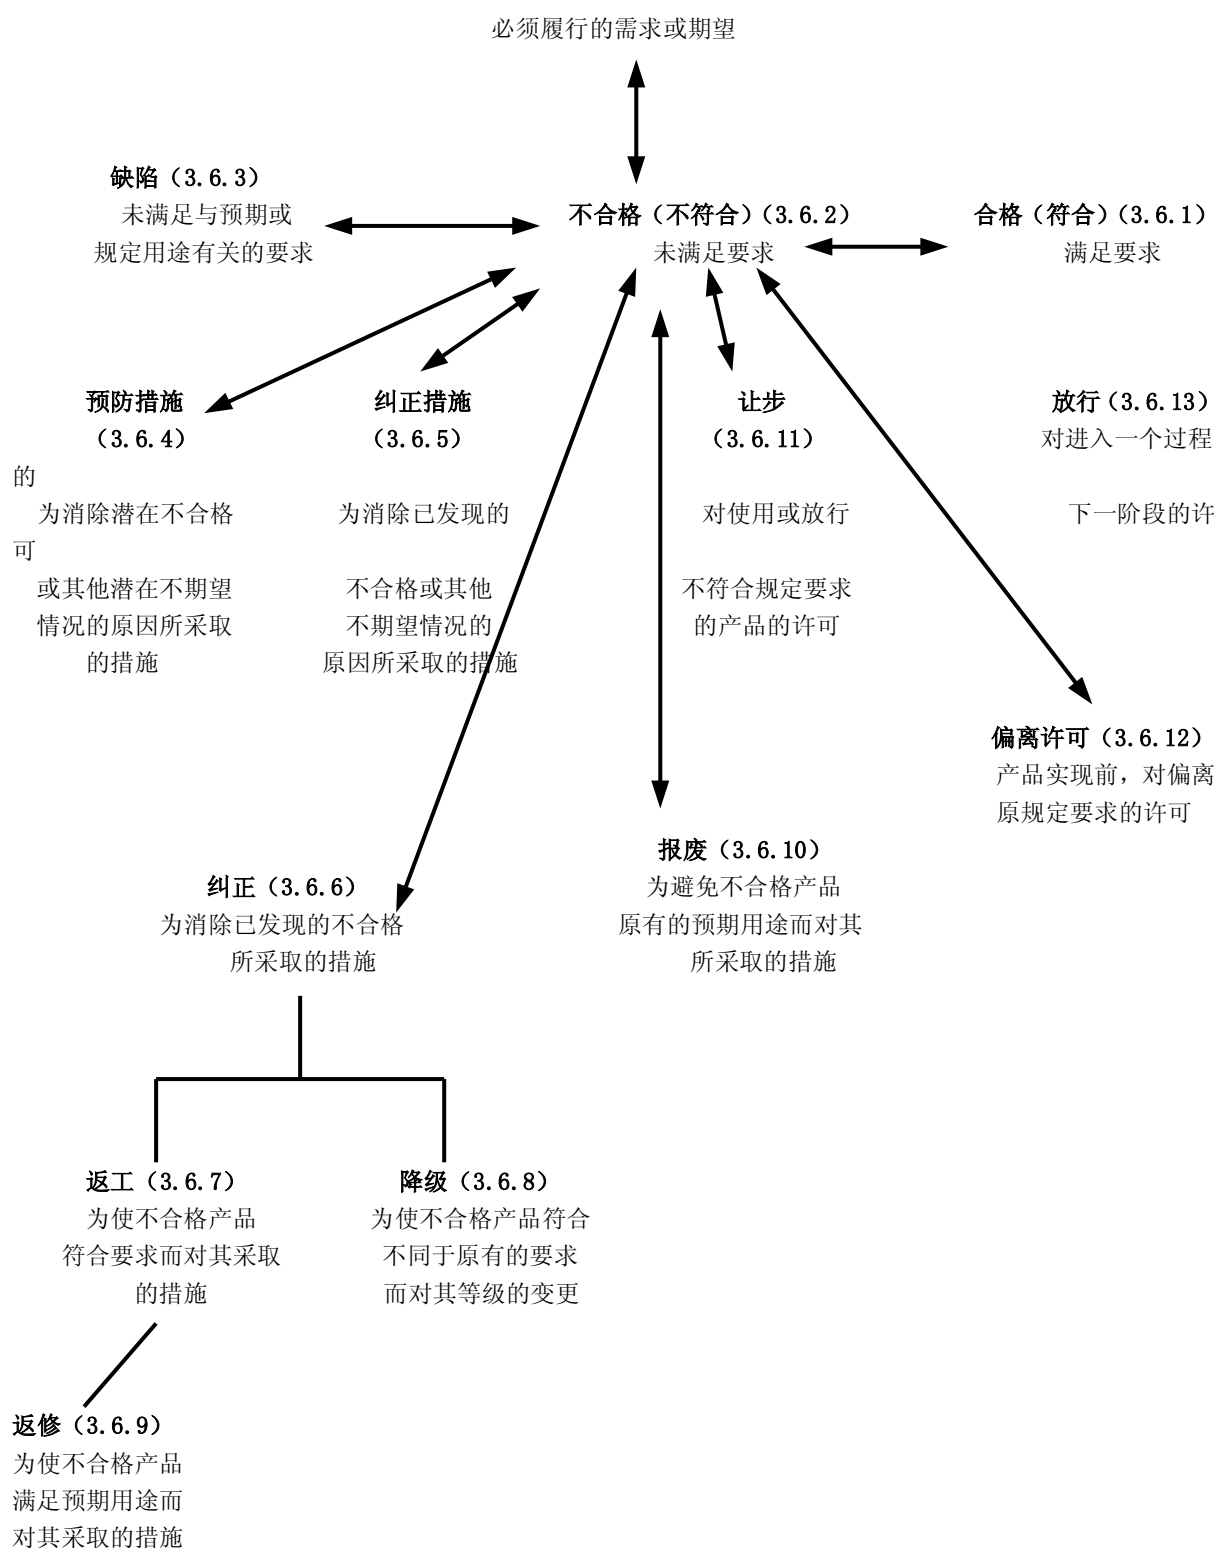 必须履行的需求或期望
缺陷（3.6.3）
未满足与预期或
规定用途有关的要求
不合格（不符合）（3.6.2）
未满足要求
合格（符合）（3.6.1）
满足要求
预防措施
（3.6.4）
纠正措施
（3.6.5）
让步
（3.6.11）
放行（3.6.13）
对进入一个过程
的
为消除潜在不合格
为消除已发现的
对使用或放行
下一阶段的许
可
或其他潜在不期望
不合格或其他
不符合规定要求
情况的原因所采取
不期望情况的
的产品的许可
的措施
原因所采取的措施
偏离许可（3.6.12）
产品实现前，对偏离
原规定要求的许可
报废（3.6.10）
为避免不合格产品
原有的预期用途而对其
所采取的措施
纠正（3.6.6）
为消除已发现的不合格
所采取的措施
返工（3.6.7）
为使不合格产品
符合要求而对其采取
的措施
降级（3.6.8）
为使不合格产品符合
不同于原有的要求
而对其等级的变更
返修（3.6.9）
为使不合格产品
满足预期用途而
对其采取的措施